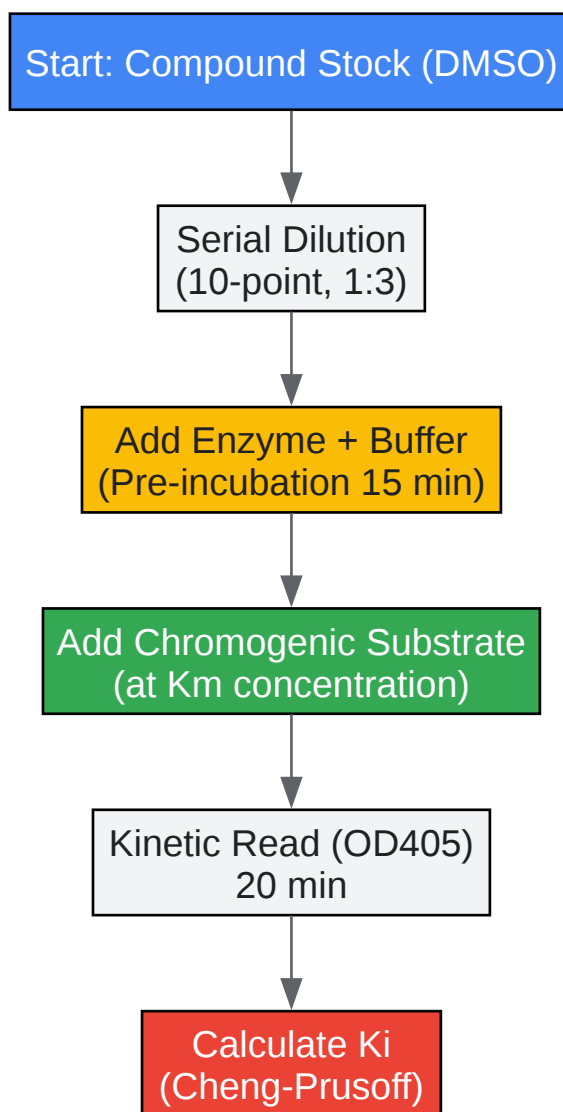 Start: Compound Stock (DMSO)
Serial Dilution
(10-point, 1:3)
Add Enzyme + Buffer
(Pre-incubation 15 min)
Add Chromogenic Substrate
(at Km concentration)
Kinetic Read (OD405)
20 min
Calculate Ki
(Cheng-Prusoff)